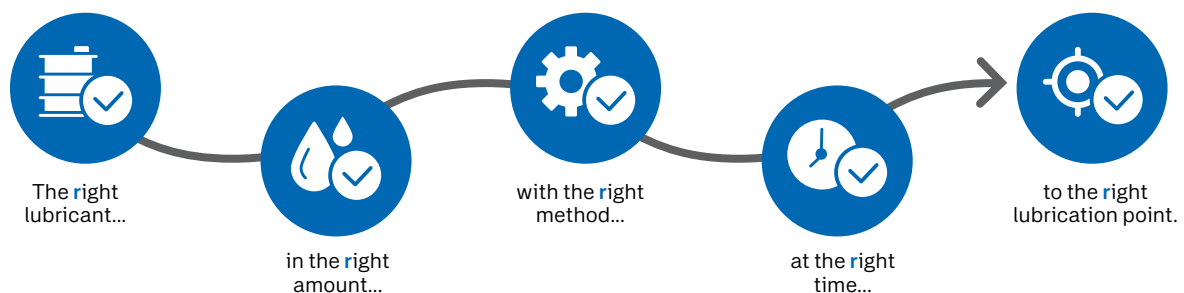 The right
lubricant...
in the right
amount...
with the right
method...
at the right
time...
to the right
lubrication point.